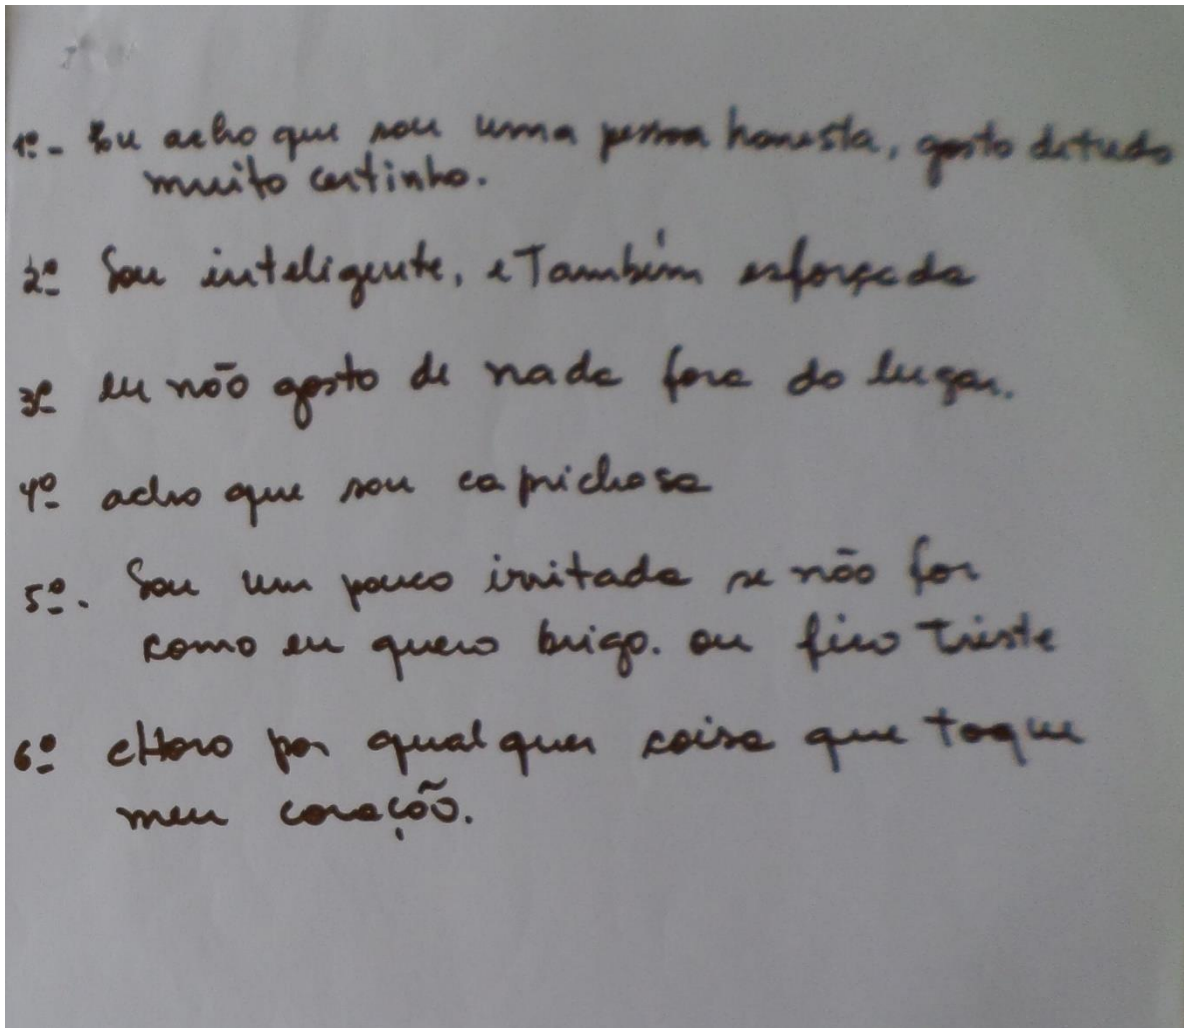 1º - Eu acho que sou uma pessoa honesta, gosto de tudo
muito certinho.
2º Sou inteligente, e Também esforçada
3º eu não gosto de nada fora do lugar.
4º acho que sou caprichosa
5º. Sou um pouco irritada se não for
como eu quero brigo. ou fico Triste
6º cHoro por qualquer coisa que toque
meu coração.